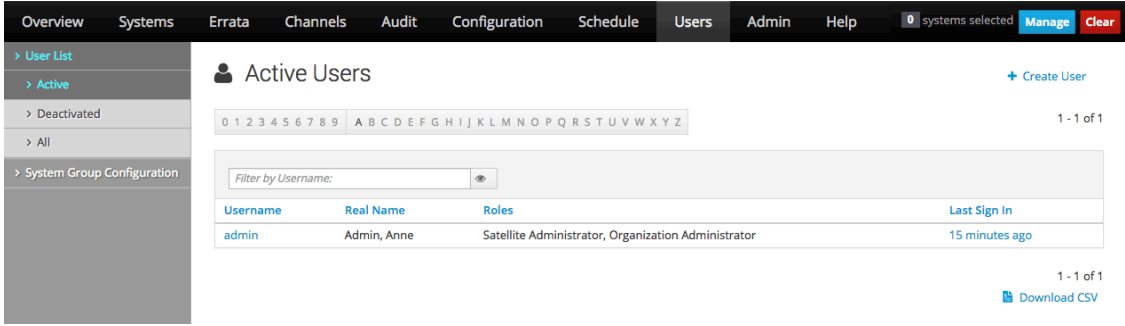 Overview Systems Errata Channels Audit Configuration Schedule Users Admin Help 0 systems selected Manage Clear
> User List
> Active
> Deactivated
> All
> System Group Configuration
Active Users
+ Create User
0 1 2 3 4 5 6 7 8 9 A B C D E F G H I J K L M N O P Q R S T U V W X Y Z
1 - 1 of 1
Filter by Username:
Username Real Name Roles Last Sign In
admin Admin, Anne Satellite Administrator, Organization Administrator 15 minutes ago
1 - 1 of 1
Download CSV